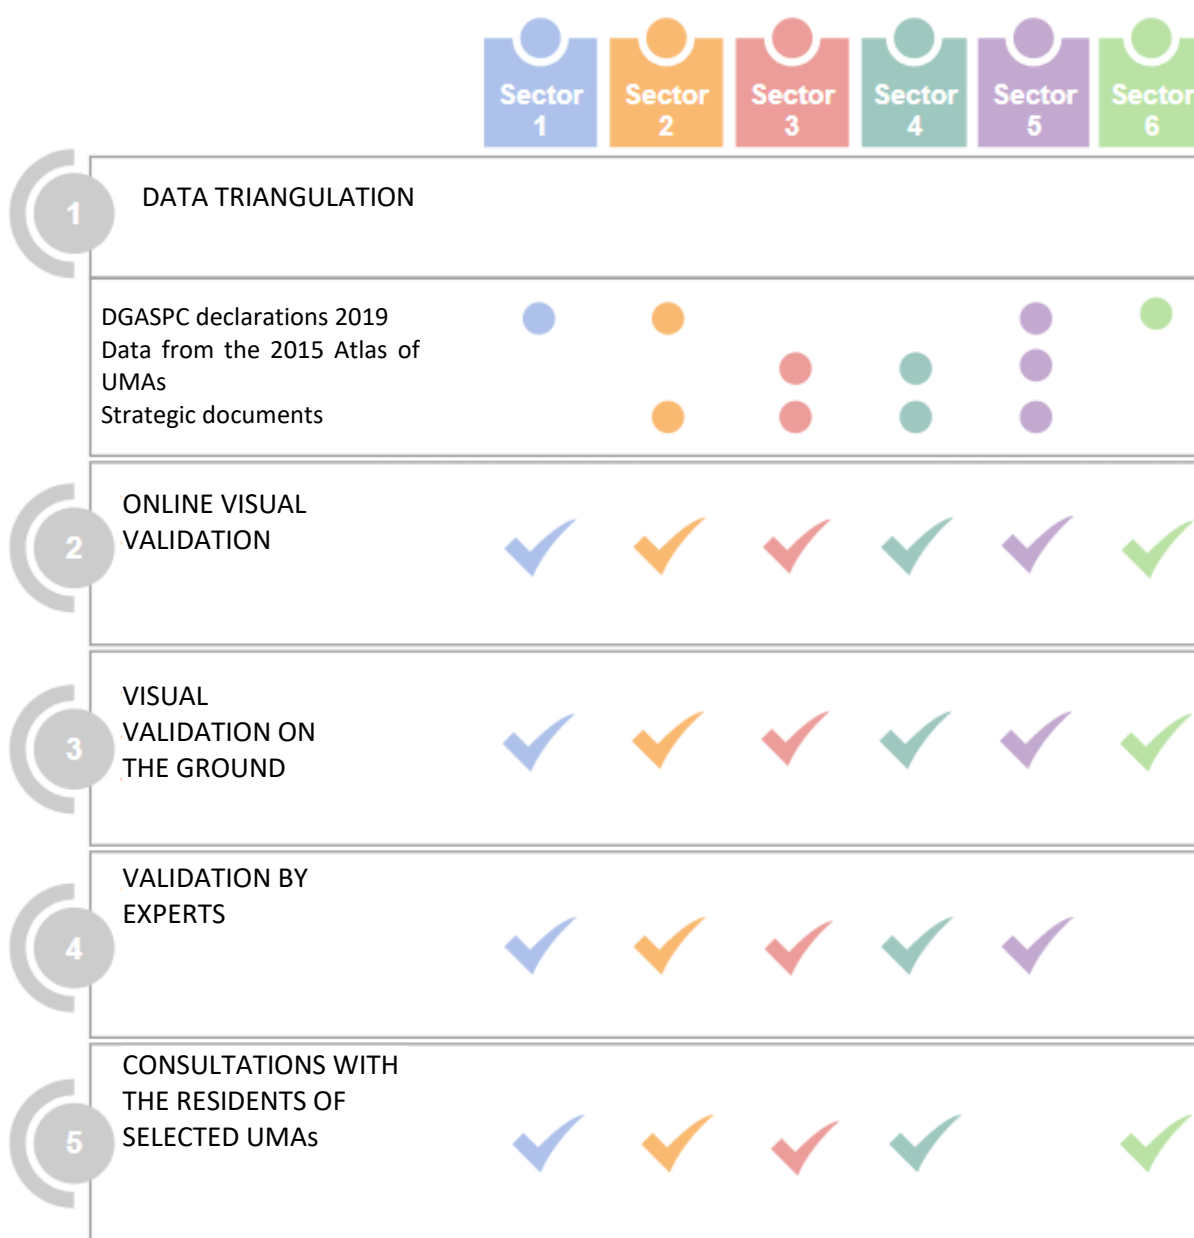 Sector
1
Sector
2
Sector
3
Sector
4
Sector
5
Sector
6
1
DATA TRIANGULATION
DGASPC declarations 2019
Data from the 2015 Atlas of
UMAs
Strategic documents
2
ONLINE VISUAL
VALIDATION
3
VISUAL
VALIDATION ON
THE GROUND
4
VALIDATION BY
EXPERTS
5
CONSULTATIONS WITH
THE RESIDENTS OF
SELECTED UMAs